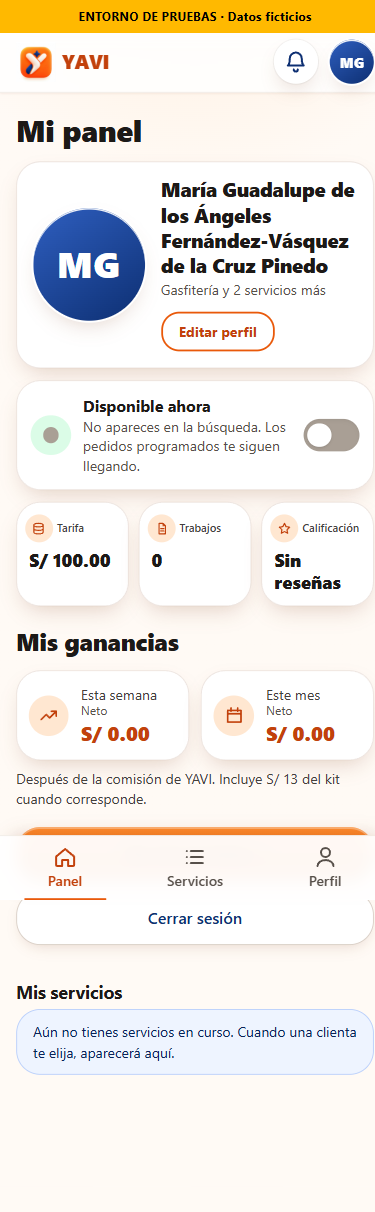 ENTORNO DE PRUEBAS · Datos ficticios
YAVI
MG
Mi panel
MG
María Guadalupe de
los Ángeles
Fernández-Vásquez
de la Cruz Pinedo
Gasfitería y 2 servicios más
Editar perfil
Disponible ahora
No apareces en la búsqueda. Los
pedidos programados te siguen
llegando.
Tarifa
S/ 100.00
Trabajos
0
Calificación
Sin
reseñas
Mis ganancias
Esta semana
Neto
S/ 0.00
Este mes
Neto
S/ 0.00
Después de la comisión de YAVI. Incluye S/ 13 del kit
cuando corresponde.
Panel
Servicios
Perfil
Cerrar sesión
Mis servicios
Aún no tienes servicios en curso. Cuando una clienta
te elija, aparecerá aquí.